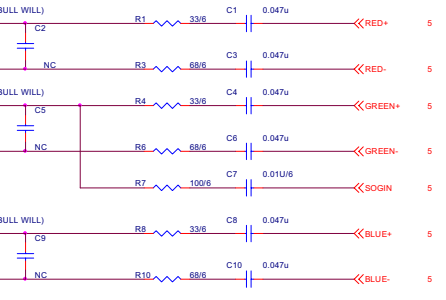 BULL WILL)
C2
R1 33/6 C1 0.047u RED+ 5
NC
R3 68/6 C3 0.047u RED- 5
BULL WILL)
C5
R4 33/6 C4 0.047u GREEN+ 5
NC
R6 68/6 C6 0.047u GREEN- 5
R7 100/6 C7 0.01U/6 SOGIN 5
BULL WILL)
C9
R8 33/6 C8 0.047u BLUE+ 5
NC
R10 68/6 C10 0.047u BLUE- 5